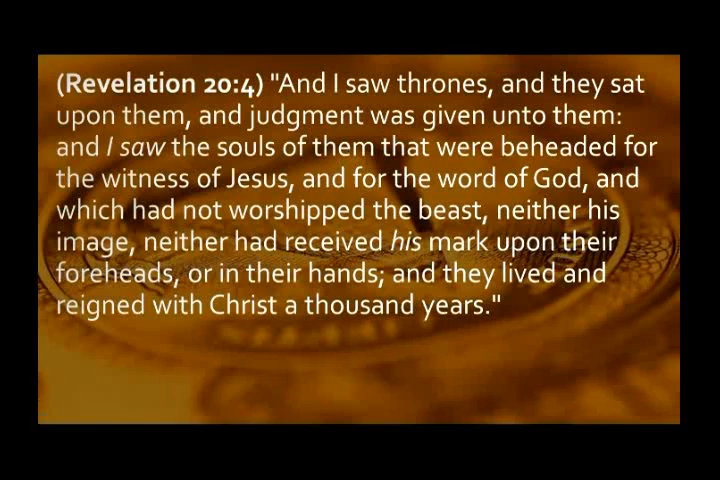 (Revelation 20:4) "And I saw thrones, and they sat
upon them, and judgment was given unto them:
and I saw the souls of them that were beheaded for
the witness of Jesus, and for the word of God, and
which had not worshipped the beast, neither his
image, neither had received his mark upon their
foreheads, or in their hands; and they lived and
reigned with Christ a thousand years."